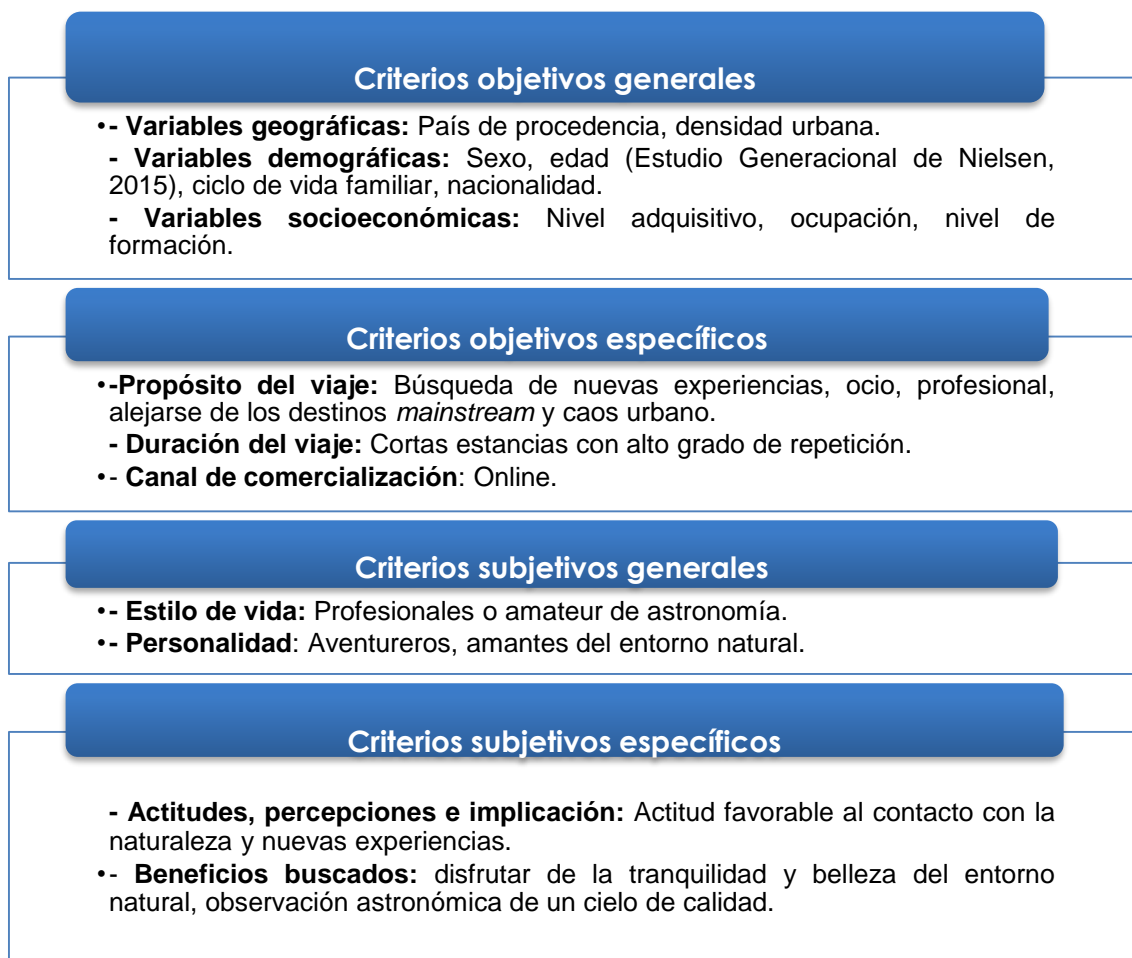 Criterios objetivos generales
•- Variables geográficas: País de procedencia, densidad urbana.
- Variables demográficas: Sexo, edad (Estudio Generacional de Nielsen,
2015), ciclo de vida familiar, nacionalidad.
- Variables socioeconómicas: Nivel adquisitivo, ocupación, nivel de
formación.
Criterios objetivos específicos
•-Propósito del viaje: Búsqueda de nuevas experiencias, ocio, profesional,
alejarse de los destinos mainstream y caos urbano.
- Duración del viaje: Cortas estancias con alto grado de repetición.
•- Canal de comercialización: Online.
Criterios subjetivos generales
•- Estilo de vida: Profesionales o amateur de astronomía.
•- Personalidad: Aventureros, amantes del entorno natural.
Criterios subjetivos específicos
- Actitudes, percepciones e implicación: Actitud favorable al contacto con la
naturaleza y nuevas experiencias.
•- Beneficios buscados: disfrutar de la tranquilidad y belleza del entorno
natural, observación astronómica de un cielo de calidad.